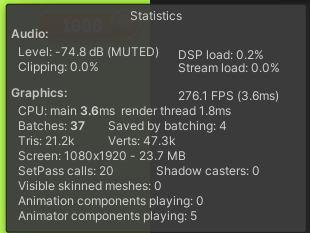 1000
Statistics
Audio:
Level: -74.8 dB (MUTED) DSP load: 0.2%
Clipping: 0.0% Stream load: 0.0%
Graphics: 276.1 FPS (3.6ms)
CPU: main 3.6ms render thread 1.8ms
Batches: 37 Saved by batching: 4
Tris: 21.2k Verts: 47.3k
Screen: 1080x1920 - 23.7 MB
SetPass calls: 20 Shadow casters: 0
Visible skinned meshes: 0
Animation components playing: 0
Animator components playing: 5